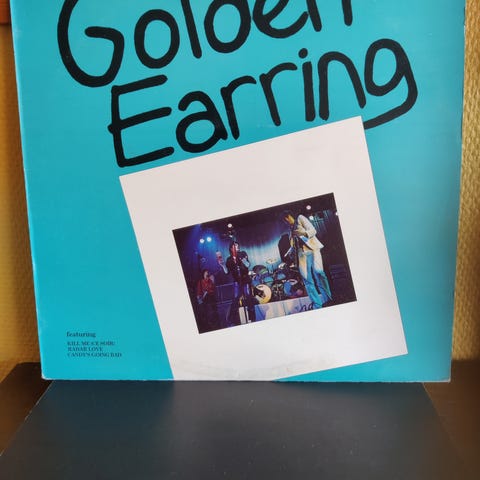 Golden
Earring
featuring
KILL ME (CE SOIR)
RADAR LOVE
CANDY'S GOING BAD